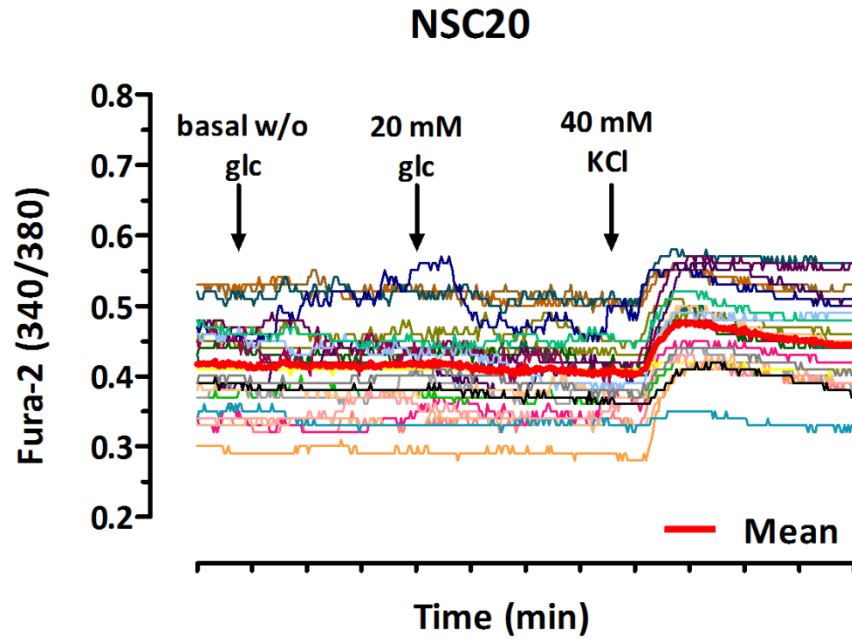 NSC20
0.8
0.7
0.6
0.5
0.4
0.3
0.2
Fura-2 (340/380)
basal w/o
glc
20 mM
glc
40 mM
KCl
Mean
Time (min)